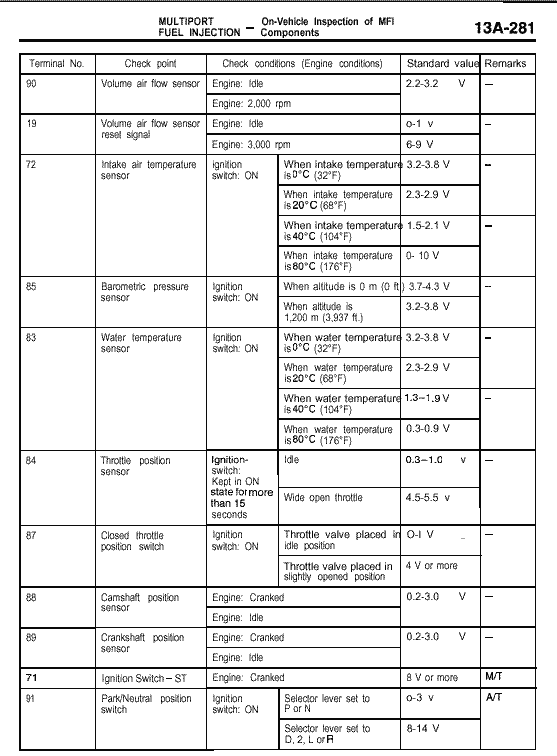 MULTIPORT FUEL INJECTION – On-Vehicle Inspection of MFI Components 13A-281
Terminal No. Check point Check conditions (Engine conditions) Standard value Remarks
90 Volume air flow sensor Engine: Idle 2.2-3.2 V –
Engine: 2,000 rpm
19 Volume air flow sensor Engine: Idle o-1 v –
reset signal
Engine: 3,000 rpm 6-9 V
72 Intake air temperature ignition When intake temperature 3.2-3.8 V –
sensor switch: ON is 0°C (32°F)
When intake temperature 2.3-2.9 V
is 20°C (68°F)
When intake temperature 1.5-2.1 V –
is 40°C (104°F)
When intake temperature 0- 10 V
is 80°C (176°F)
85 Barometric pressure Ignition When altitude is 0 m (0 ft.) 3.7-4.3 V –
sensor switch: ON
When altitude is 3.2-3.8 V
1,200 m (3,937 ft.)
83 Water temperature Ignition When water temperature 3.2-3.8 V –
sensor switch: ON is 0°C (32°F)
When water temperature 2.3-2.9 V
is 20°C (68°F)
When water temperature 1.3–1.9 V –
is 40°C (104°F)
When water temperature 0.3-0.9 V
is 80°C (176°F)
84 Throttle position Ignition- Idle 0.3–1.0 v –
sensor switch:
Kept in ON
state for more Wide open throttle 4.5-5.5 v
than 15
seconds
87 Closed throttle Ignition Throttle valve placed in O-I V – –
position switch switch: ON idle position
Throttle valve placed in 4 V or more
slightly opened position
88 Camshaft position Engine: Cranked 0.2-3.0 V –
sensor
Engine: Idle
89 Crankshaft position Engine: Cranked 0.2-3.0 V –
sensor
Engine: Idle
71 Ignition Switch – ST Engine: Cranked 8 V or more M/T
91 Park/Neutral position Ignition Selector lever set to o-3 v A/T
switch switch: ON P or N
Selector lever set to 8-14 V
D, 2, L or R